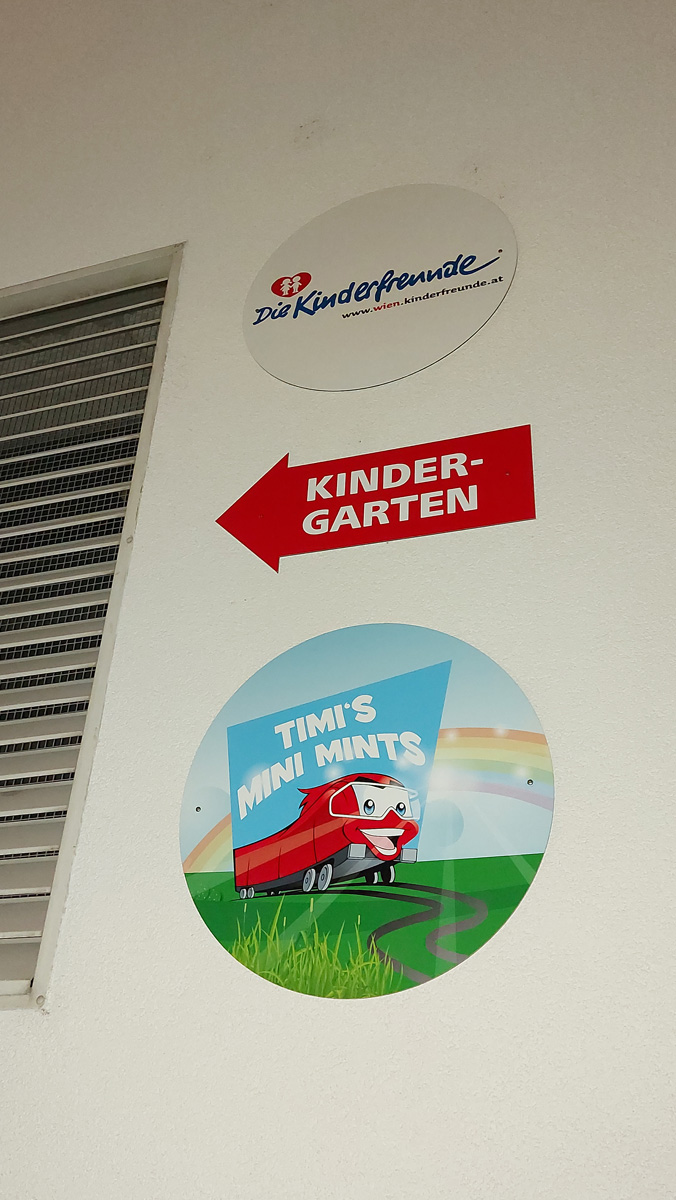 Die Kinderfreunde
www.wien.kinderfreunde.at
KINDER-
GARTEN
TIMI'S
MINI MINTS